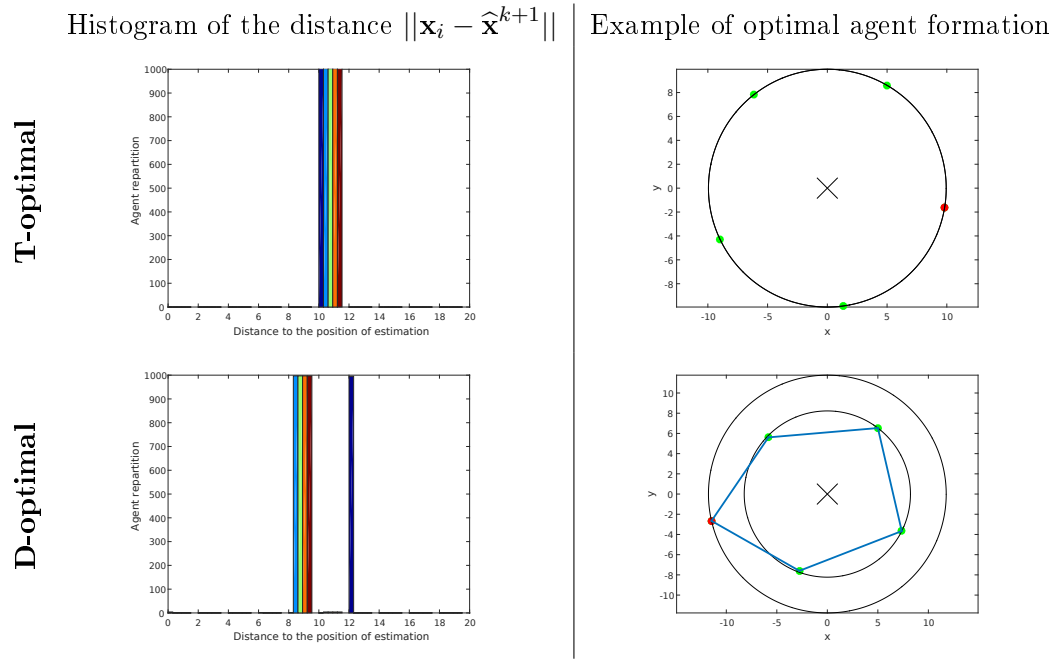 Histogram of the distance ||x_i − x̂^{k+1}||
Example of optimal agent formation
T-optimal
Agent repartition
1000
900
800
700
600
500
400
300
200
100
0
0 2 4 6 8 10 12 14 16 18 20
Distance to the position of estimation
y
8
6
4
2
0
-2
-4
-6
-8
-10 -5 0 5 10
x
D-optimal
Agent repartition
1000
900
800
700
600
500
400
300
200
100
0
0 2 4 6 8 10 12 14 16 18 20
Distance to the position of estimation
y
10
8
6
4
2
0
-2
-4
-6
-8
-10
-10 -5 0 5 10
x